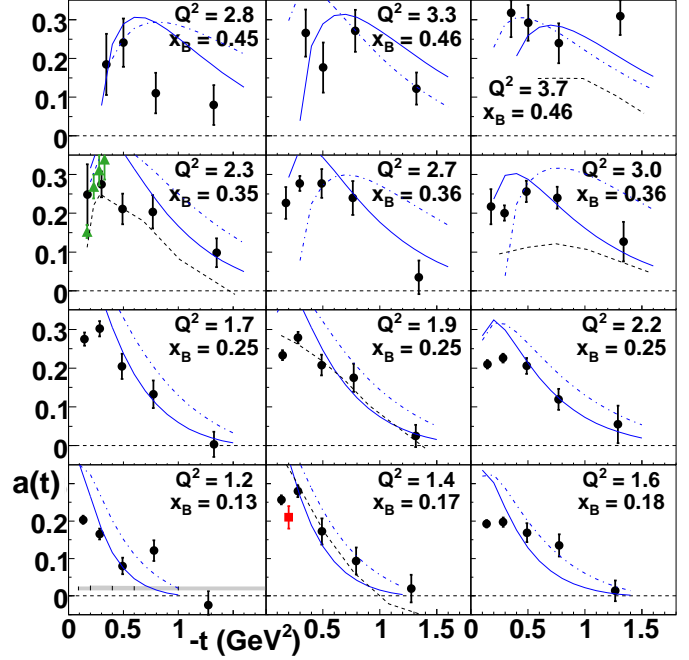 0.3
0.2
0.1
0
Q² = 2.8
x_B = 0.45
Q² = 3.3
x_B = 0.46
Q² = 3.7
x_B = 0.46
0.3
0.2
0.1
0
Q² = 2.3
x_B = 0.35
Q² = 2.7
x_B = 0.36
Q² = 3.0
x_B = 0.36
0.3
0.2
0.1
0
Q² = 1.7
x_B = 0.25
Q² = 1.9
x_B = 0.25
Q² = 2.2
x_B = 0.25
a(t)
0.2
0.1
0
Q² = 1.2
x_B = 0.13
Q² = 1.4
x_B = 0.17
Q² = 1.6
x_B = 0.18
0 0.5 1 1.5 0.5 1 1.5 0.5 1 1.5
-t (GeV²)